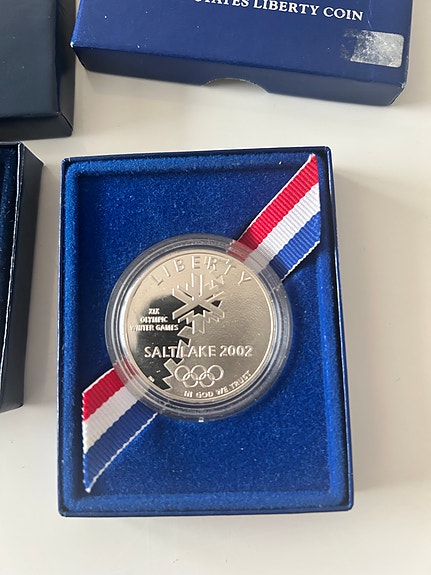 STATES LIBERTY COIN
LIBERTY
XIX
OLYMPIC
WINTER GAMES
SALT LAKE 2002
IN GOD WE TRUST